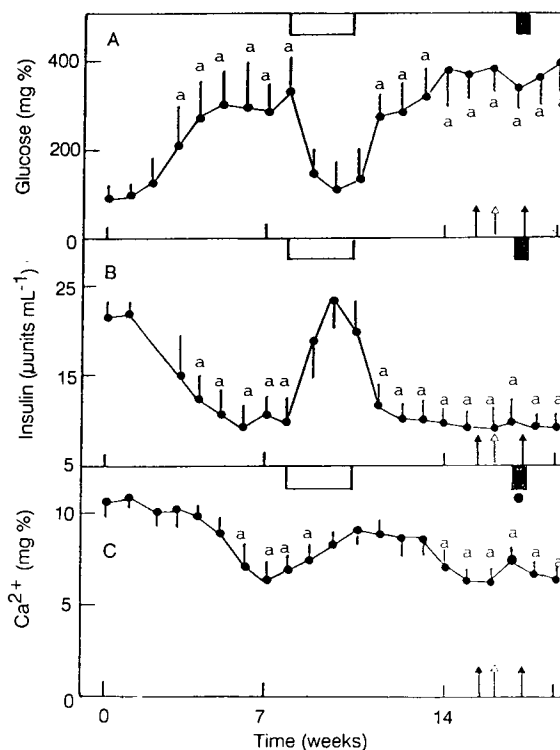 A
400
200
0
Glucose (mg %)
a a a a a a a a a
a a a a a a
B
25
15
5
Insulin (µunits mL⁻¹)
a a a a a a a a a a a a a a
C
10
5
0
Ca²⁺ (mg %)
a a a a a a a a a a
0 7 14
Time (weeks)